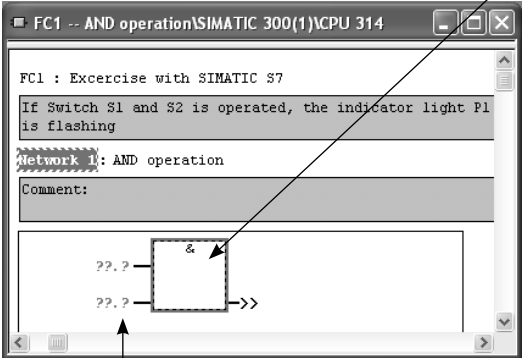 FC1 -- AND operation\SIMATIC 300(1)\CPU 314
FC1 : Excercise with SIMATIC S7
If Switch S1 and S2 is operated, the indicator light P1
is flashing
Network 1: AND operation
Comment:
&
??.?
??.?
>>